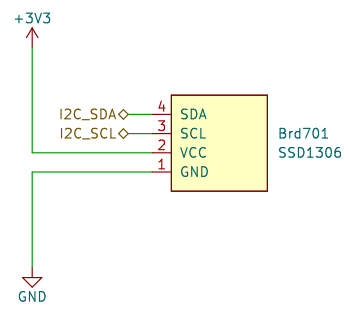 +3V3
I2C_SDA 4 SDA
I2C_SCL 3 SCL Brd701
2 VCC SSD1306
1 GND
GND